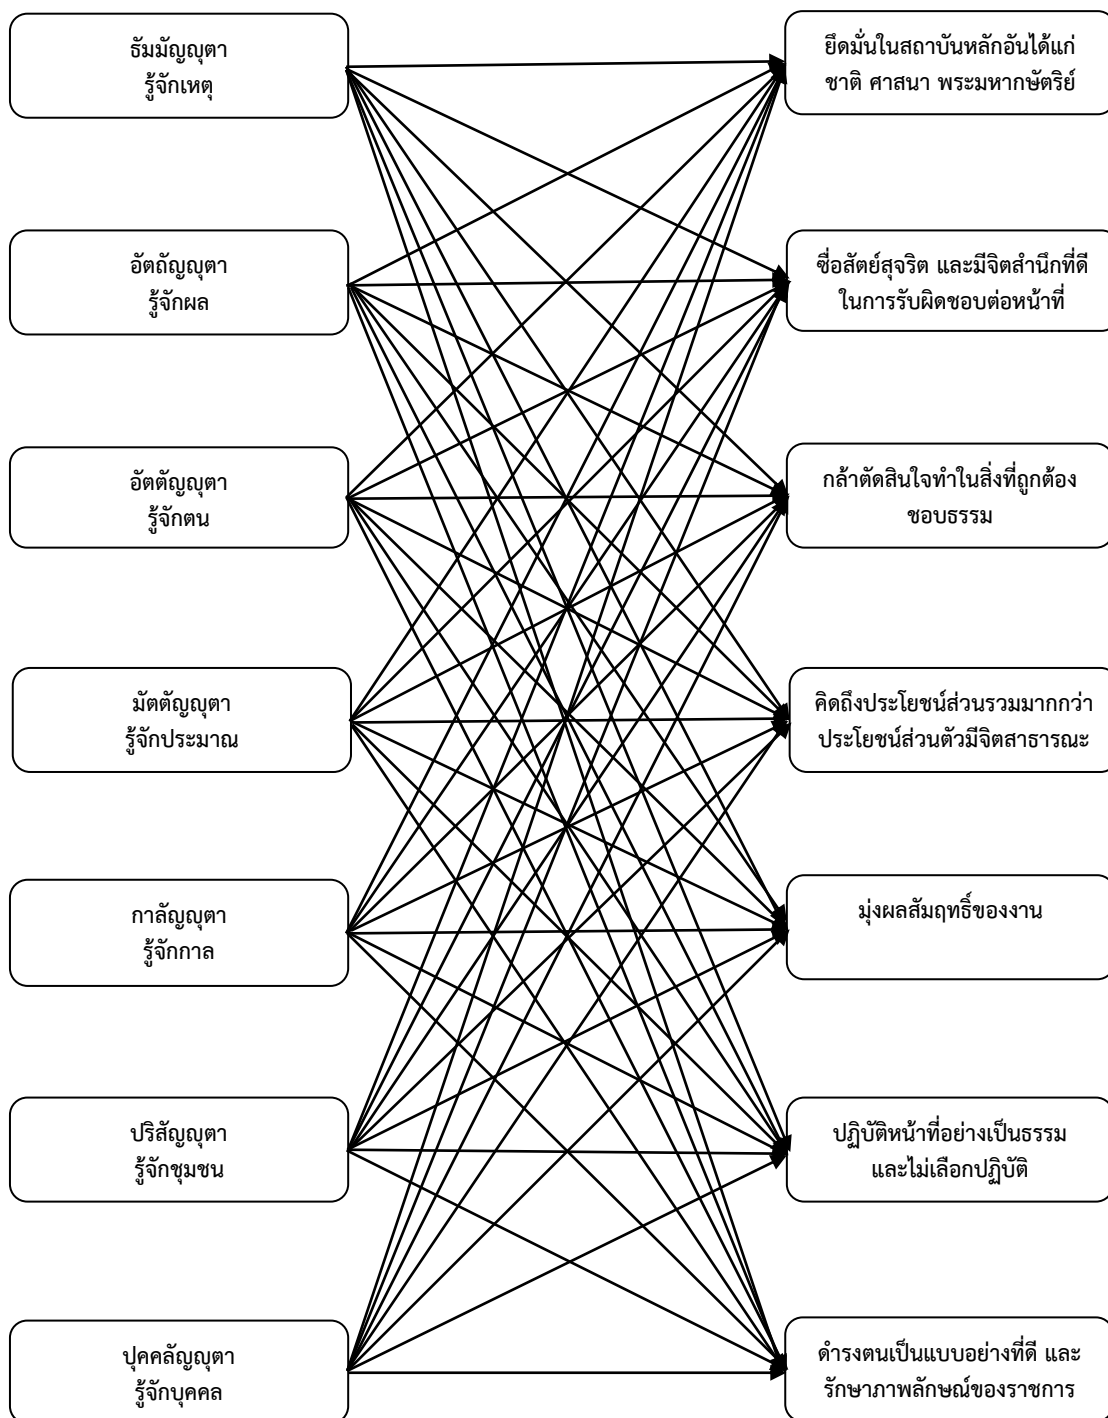 ธัมมัญญุตา
รู้จักเหตุ
ยึดมั่นในสถาบันหลักอันได้แก่
ชาติ ศาสนา พระมหากษัตริย์
อัตถัญญุตา
รู้จักผล
ซื่อสัตย์สุจริต และมีจิตสำนึกที่ดี
ในการรับผิดชอบต่อหน้าที่
อัตตัญญุตา
รู้จักตน
กล้าตัดสินใจทำในสิ่งที่ถูกต้อง
ชอบธรรม
มัตตัญญุตา
รู้จักประมาณ
คิดถึงประโยชน์ส่วนรวมมากกว่า
ประโยชน์ส่วนตัวมีจิตสาธารณะ
กาลัญญุตา
รู้จักกาล
มุ่งผลสัมฤทธิ์ของงาน
ปริสัญญุตา
รู้จักชุมชน
ปฏิบัติหน้าที่อย่างเป็นธรรม
และไม่เลือกปฏิบัติ
ปุคคลัญญุตา
รู้จักบุคคล
ดำรงตนเป็นแบบอย่างที่ดี และ
รักษาภาพลักษณ์ของราชการ